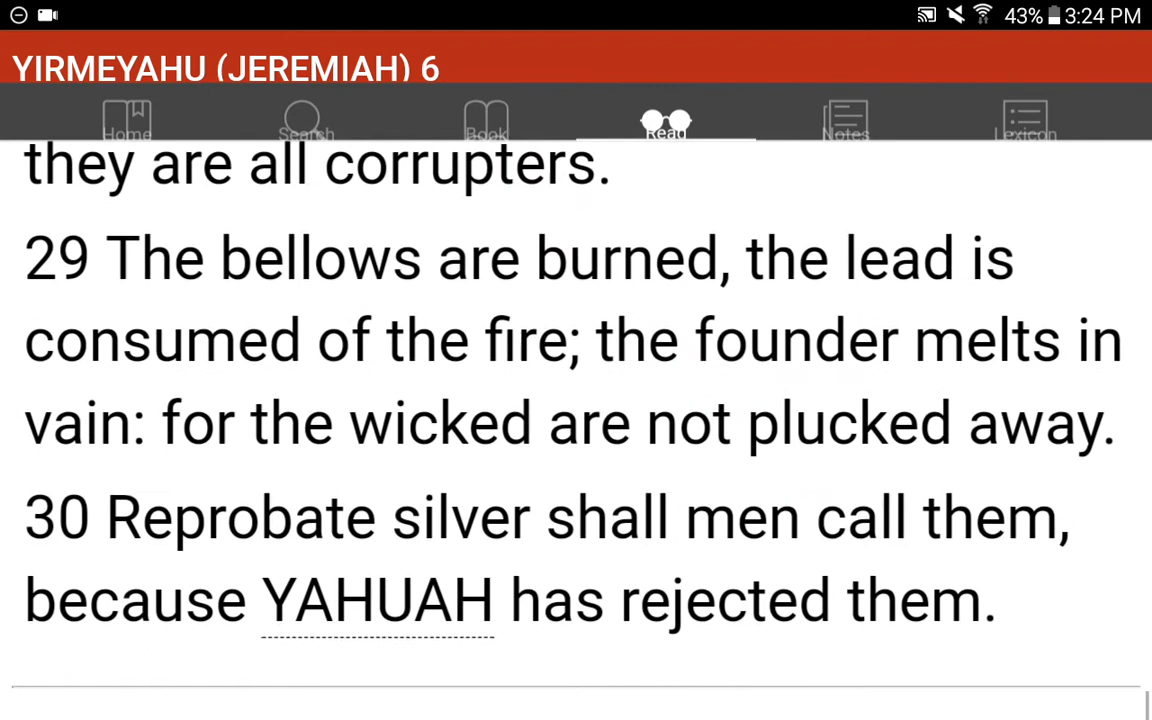 43% 3:24 PM
YIRMEYAHU (JEREMIAH) 6
Home Search Book Read Notes Lexicon
they are all corrupters.
29 The bellows are burned, the lead is
consumed of the fire; the founder melts in
vain: for the wicked are not plucked away.
30 Reprobate silver shall men call them,
because YAHUAH has rejected them.